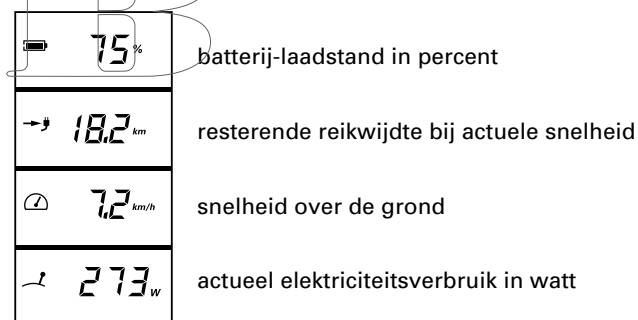 75 % batterij-laadstand in percent
18.2 km resterende reikwijdte bij actuele snelheid
7.2 km/h snelheid over de grond
273 W actueel elektriciteitsverbruik in watt